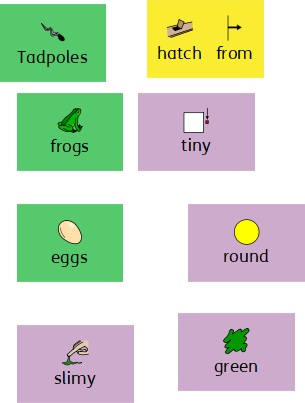 Tadpoles
hatch from
frogs
tiny
eggs
round
slimy
green